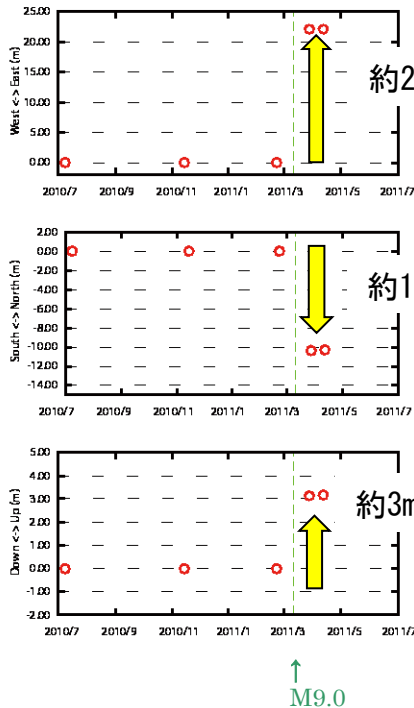 25.00
20.00
15.00
10.00
5.00
0.00
West <-> East (m)
約2
2010/7 2010/9 2010/11 2011/1 2011/3 2011/5 2011/7
2.00
0.00
-2.00
-4.00
-6.00
-8.00
-10.00
-12.00
-14.00
South <-> North (m)
約1
2010/7 2010/9 2010/11 2011/1 2011/3 2011/5 2011/7
5.00
4.00
3.00
2.00
1.00
0.00
-1.00
-2.00
Down <-> Up (m)
約3m
2010/7 2010/9 2010/11 2011/1 2011/3 2011/5 2011/7
↑
M9.0